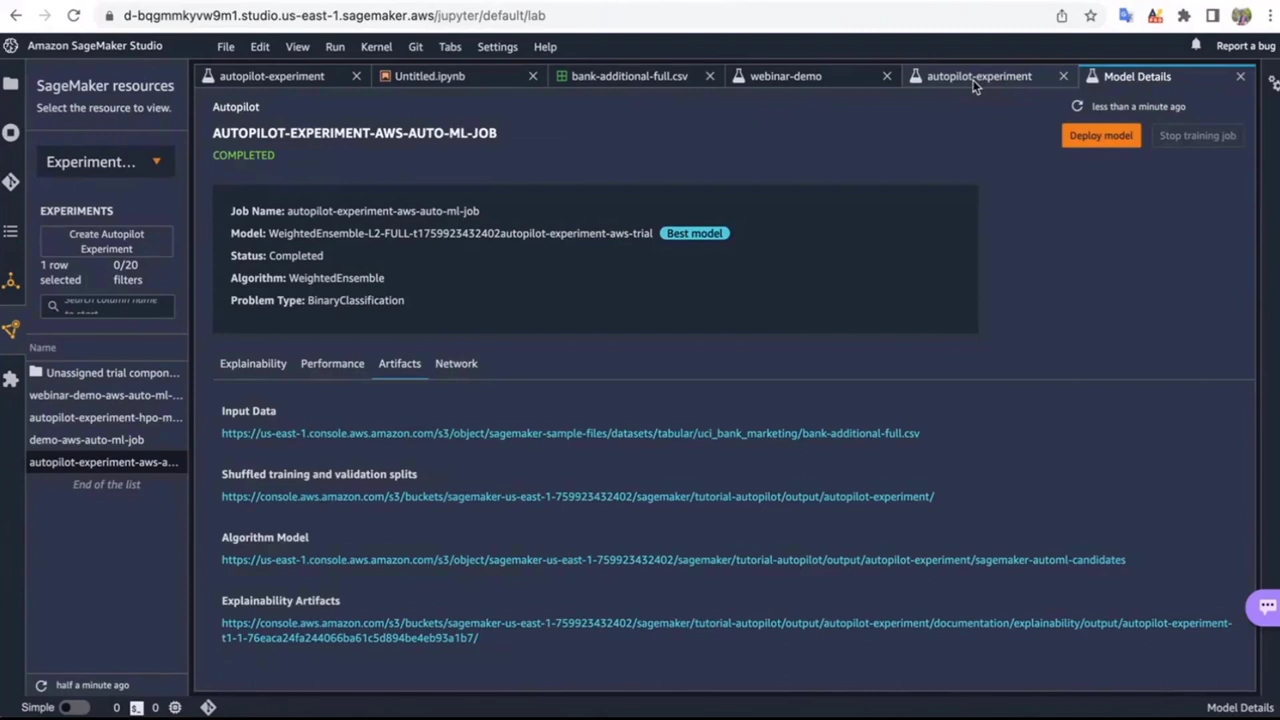 d-bqgmmkyvw9m1.studio.us-east-1.sagemaker.aws/jupyter/default/lab
Amazon SageMaker Studio File Edit View Run Kernel Git Tabs Settings Help Report a bug
SageMaker resources
Select the resource to view.
Experiment...
EXPERIMENTS
Create Autopilot
Experiment
1 row
selected
0/20
filters
Search column name
to start
Name
Unassigned trial compon...
webinar-demo-aws-auto-ml-...
autopilot-experiment-hpo-m...
demo-aws-auto-ml-job
autopilot-experiment-aws-a...
End of the list
half a minute ago
autopilot-experiment Untitled.ipynb bank-additional-full.csv webinar-demo autopilot-experiment Model Details
Autopilot
less than a minute ago
AUTOPILOT-EXPERIMENT-AWS-AUTO-ML-JOB
Deploy model Stop training job
COMPLETED
Job Name: autopilot-experiment-aws-auto-ml-job
Model: WeightedEnsemble-L2-FULL-t1759923432402autopilot-experiment-aws-trial Best model
Status: Completed
Algorithm: WeightedEnsemble
Problem Type: BinaryClassification
Explainability Performance Artifacts Network
Input Data
https://us-east-1.console.aws.amazon.com/s3/object/sagemaker-sample-files/datasets/tabular/uci_bank_marketing/bank-additional-full.csv
Shuffled training and validation splits
https://console.aws.amazon.com/s3/buckets/sagemaker-us-east-1-759923432402/sagemaker/tutorial-autopilot/output/autopilot-experiment/
Algorithm Model
https://us-east-1.console.aws.amazon.com/s3/object/sagemaker-us-east-1-759923432402/sagemaker/tutorial-autopilot/output/autopilot-experiment/sagemaker-automl-candidates
Explainability Artifacts
https://console.aws.amazon.com/s3/buckets/sagemaker-us-east-1-759923432402/sagemaker/tutorial-autopilot/output/autopilot-experiment/documentation/explainability/output/autopilot-experiment-
t1-1-76eaca24fa244066ba61c5d894be4eb93a1b7/
Simple 0 $_ 0 Model Details